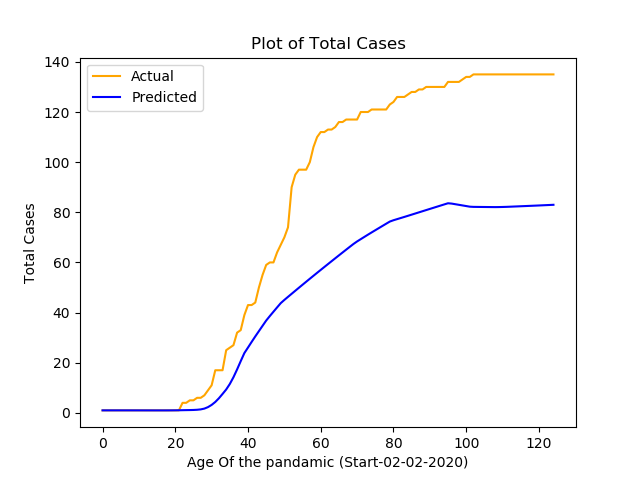 Plot of Total Cases
Actual
Predicted
140
120
100
80
60
40
20
0
Total Cases
0 20 40 60 80 100 120
Age Of the pandamic (Start-02-02-2020)